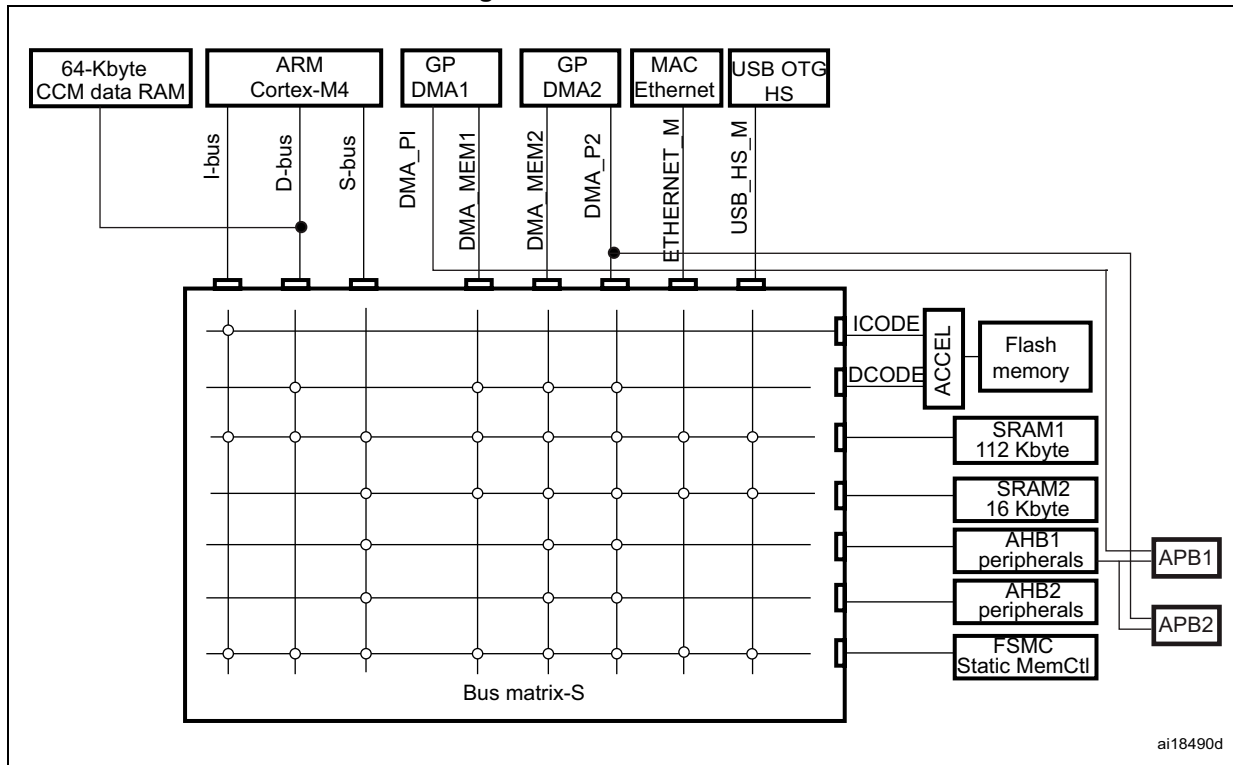 64-Kbyte
CCM data RAM
ARM
Cortex-M4
GP
DMA1
GP
DMA2
MAC
Ethernet
USB OTG
HS
I-bus
D-bus
S-bus
DMA_PI
DMA_MEM1
DMA_MEM2
DMA_P2
ETHERNET_M
USB_HS_M
ICODE
DCODE
ACCEL
Flash
memory
SRAM1
112 Kbyte
SRAM2
16 Kbyte
AHB1
peripherals
AHB2
peripherals
FSMC
Static MemCtl
APB1
APB2
Bus matrix-S
ai18490d